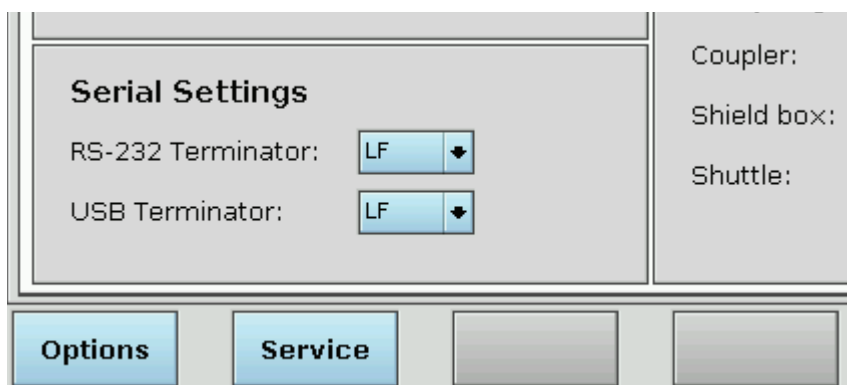 Serial Settings
RS-232 Terminator: LF
USB Terminator: LF
Coupler:
Shield box:
Shuttle:
Options Service